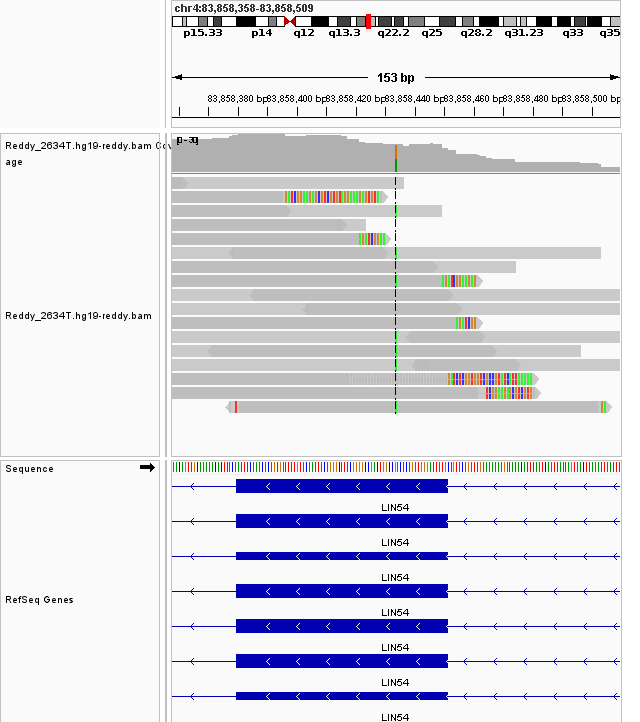 chr4:83,858,358-83,858,509
p15.33 p14 q12 q13.3 q22.2 q25 q28.2 q31.23 q33 q35
153 bp
83,858,380 bp 83,858,400 bp 83,858,420 bp 83,858,440 bp 83,858,460 bp 83,858,480 bp 83,858,500 bp
Reddy_2634T.hg19-reddy.bam Cov
age
Reddy_2634T.hg19-reddy.bam
Sequence
LIN54
LIN54
LIN54
RefSeq Genes
LIN54
LIN54
LIN54
LIN54